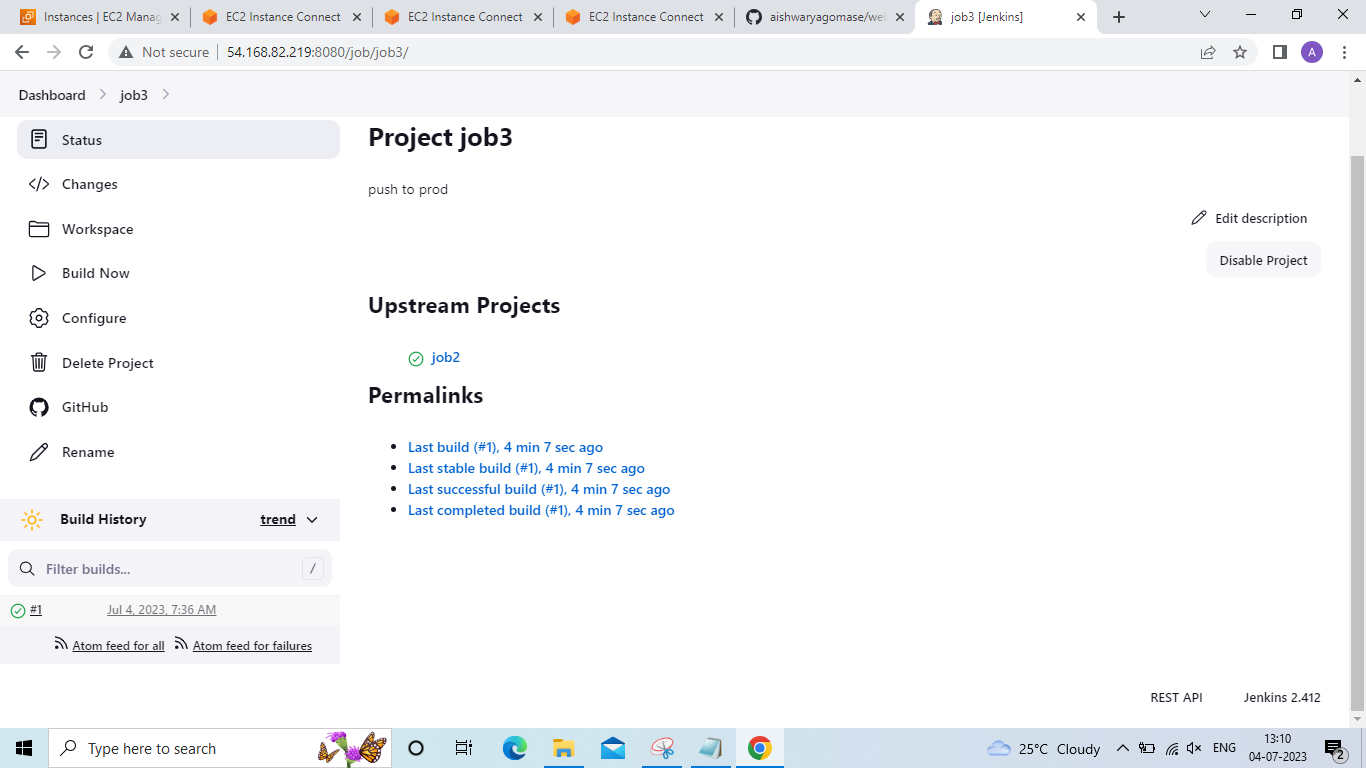 Instances | EC2 Manag
EC2 Instance Connect
EC2 Instance Connect
EC2 Instance Connect
aishwaryagomase/wel
job3 [Jenkins]
Not secure
54.168.82.219:8080/job/job3/
A
Dashboard
job3
Status
Changes
Workspace
Build Now
Configure
Delete Project
GitHub
Rename
Build History
trend
Filter builds...
/
#1
Jul 4, 2023, 7:36 AM
Atom feed for all
Atom feed for failures
Project job3
push to prod
Edit description
Disable Project
Upstream Projects
job2
Permalinks
Last build (#1), 4 min 7 sec ago
Last stable build (#1), 4 min 7 sec ago
Last successful build (#1), 4 min 7 sec ago
Last completed build (#1), 4 min 7 sec ago
REST API
Jenkins 2.412
Type here to search
25°C Cloudy
ENG
13:10
04-07-2023
2